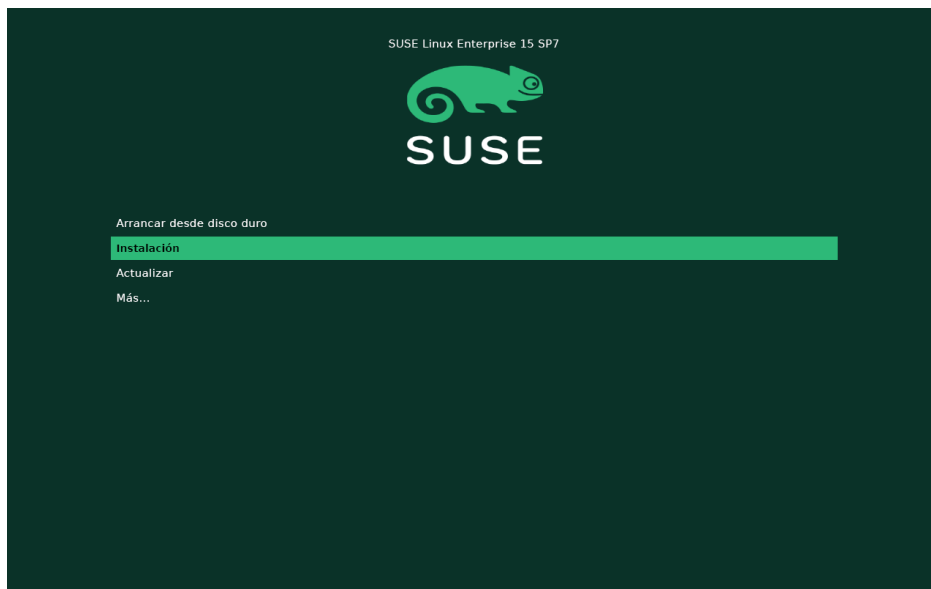 SUSE Linux Enterprise 15 SP7
SUSE
Arrancar desde disco duro
Instalación
Actualizar
Más...